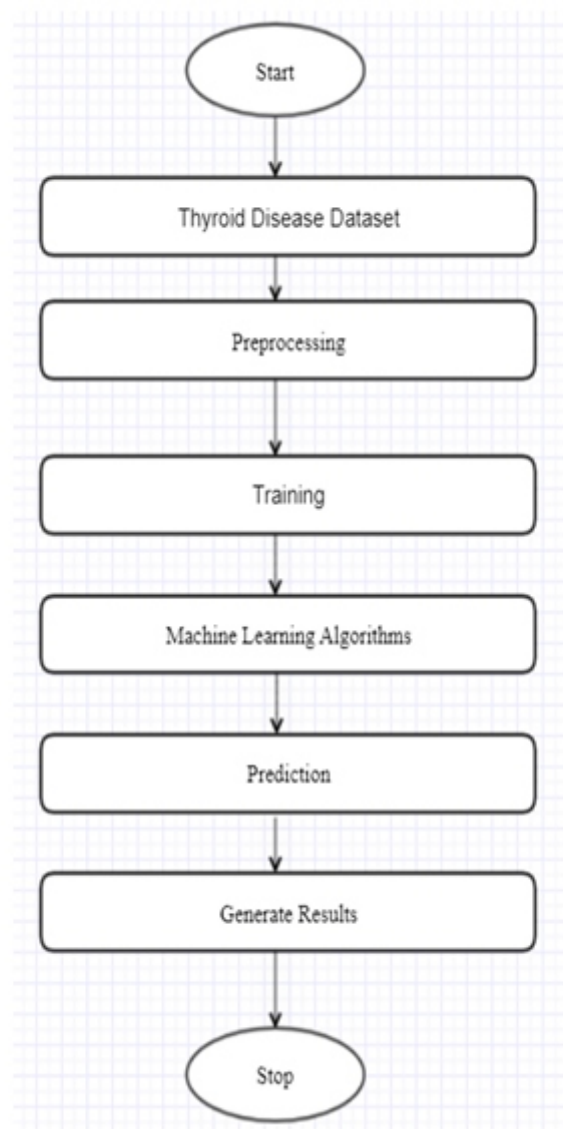 Start
Thyroid Disease Dataset
Preprocessing
Training
Machine Learning Algorithms
Prediction
Generate Results
Stop